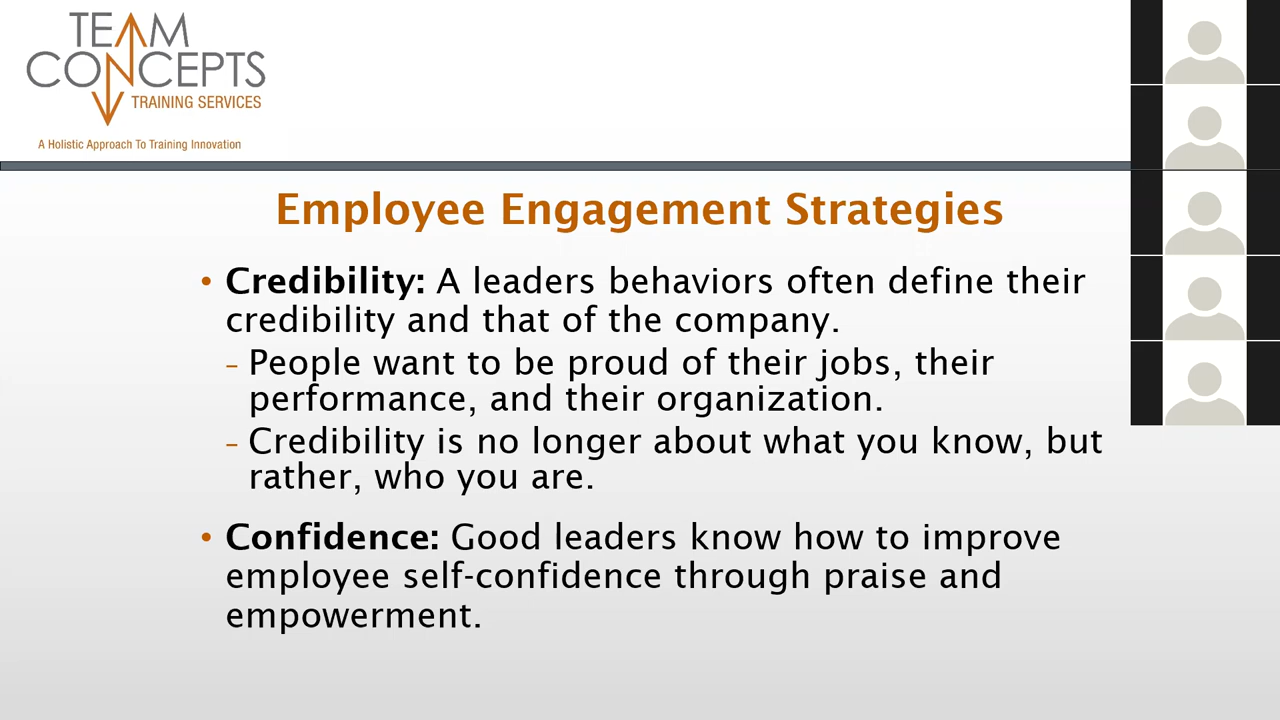 TEAM
CONCEPTS
TRAINING SERVICES
A Holistic Approach To Training Innovation
Employee Engagement Strategies
• Credibility: A leaders behaviors often define their
credibility and that of the company.
– People want to be proud of their jobs, their
performance, and their organization.
– Credibility is no longer about what you know, but
rather, who you are.
• Confidence: Good leaders know how to improve
employee self-confidence through praise and
empowerment.